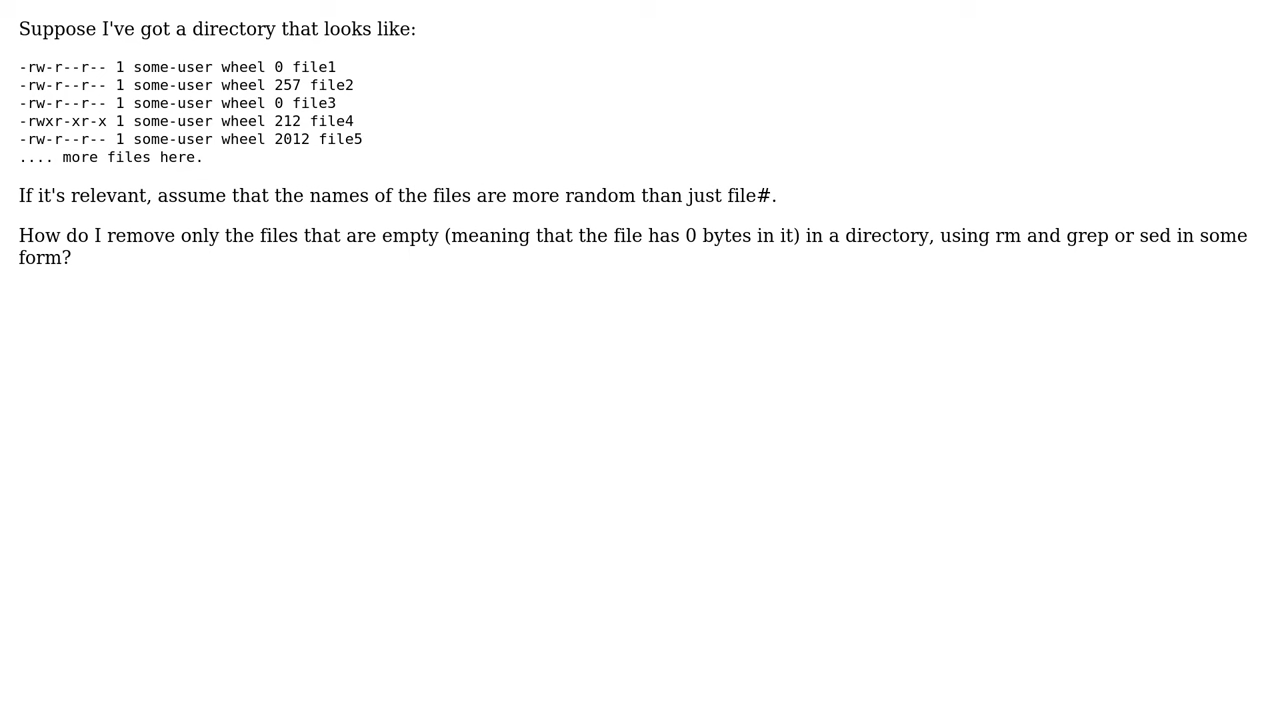 Suppose I've got a directory that looks like:
-rw-r--r-- 1 some-user wheel 0 file1
-rw-r--r-- 1 some-user wheel 257 file2
-rw-r--r-- 1 some-user wheel 0 file3
-rwxr-xr-x 1 some-user wheel 212 file4
-rw-r--r-- 1 some-user wheel 2012 file5
.... more files here.
If it's relevant, assume that the names of the files are more random than just file#.
How do I remove only the files that are empty (meaning that the file has 0 bytes in it) in a directory, using rm and grep or sed in some
form?